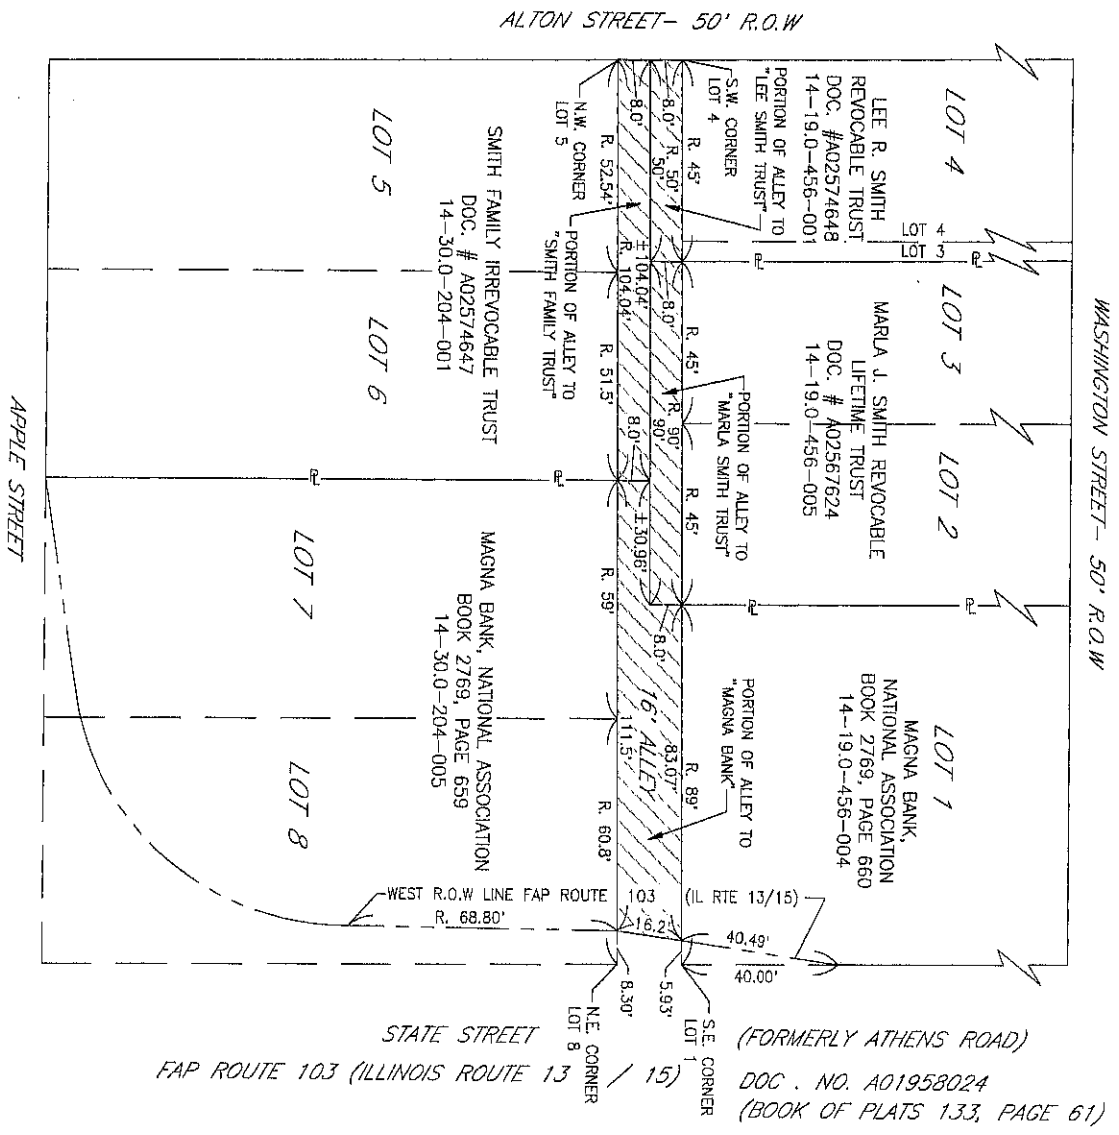 ALTON STREET- 50' R.O.W
WASHINGTON STREET- 50' R.O.W
APPLE STREET
LOT 4
LEE R. SMITH
REVOCABLE TRUST
DOC. #A02574648
14-19.0-456-001
PORTION OF ALLEY TO
"LEE SMITH TRUST"
S.W. CORNER
LOT 4
LOT 4
LOT 3
PL
PL
LOT 3
MARLA J. SMITH REVOCABLE
LIFETIME TRUST
DOC. # A02567624
14-19.0-456-005
LOT 2
PORTION OF ALLEY TO
"MARLA SMITH TRUST"
PL
PL
LOT 1
MAGNA BANK,
NATIONAL ASSOCIATION
BOOK 2769, PAGE 660
14-19.0-456-004
PORTION OF ALLEY TO
"MAGNA BANK"
R. 45'
R. 45'
R. 45'
R. 89'
8.0'
R. 50'
50'
8.0'
R. 90'
90'
8.0'
83.07'
8.0'
±104.04'
R. 104.04'
8.0'
±30.96'
16' ALLEY
111.5'
R. 52.54'
R. 51.5'
R. 59'
R. 60.8'
N.W. CORNER
LOT 5
PORTION OF ALLEY TO
"SMITH FAMILY TRUST"
SMITH FAMILY IRREVOCABLE TRUST
DOC. # A02574647
14-30.0-204-001
LOT 5
LOT 6
PL
PL
MAGNA BANK, NATIONAL ASSOCIATION
BOOK 2769, PAGE 659
14-30.0-204-005
LOT 7
LOT 8
WEST R.O.W LINE FAP ROUTE 103 (IL RTE 13/15)
R. 68.80'
16.2'
40.49'
40.00'
8.30'
5.93'
N.E. CORNER
LOT 8
S.E. CORNER
LOT 1
STATE STREET (FORMERLY ATHENS ROAD)
FAP ROUTE 103 (ILLINOIS ROUTE 13 / 15)
DOC . NO. A01958024
(BOOK OF PLATS 133, PAGE 61)